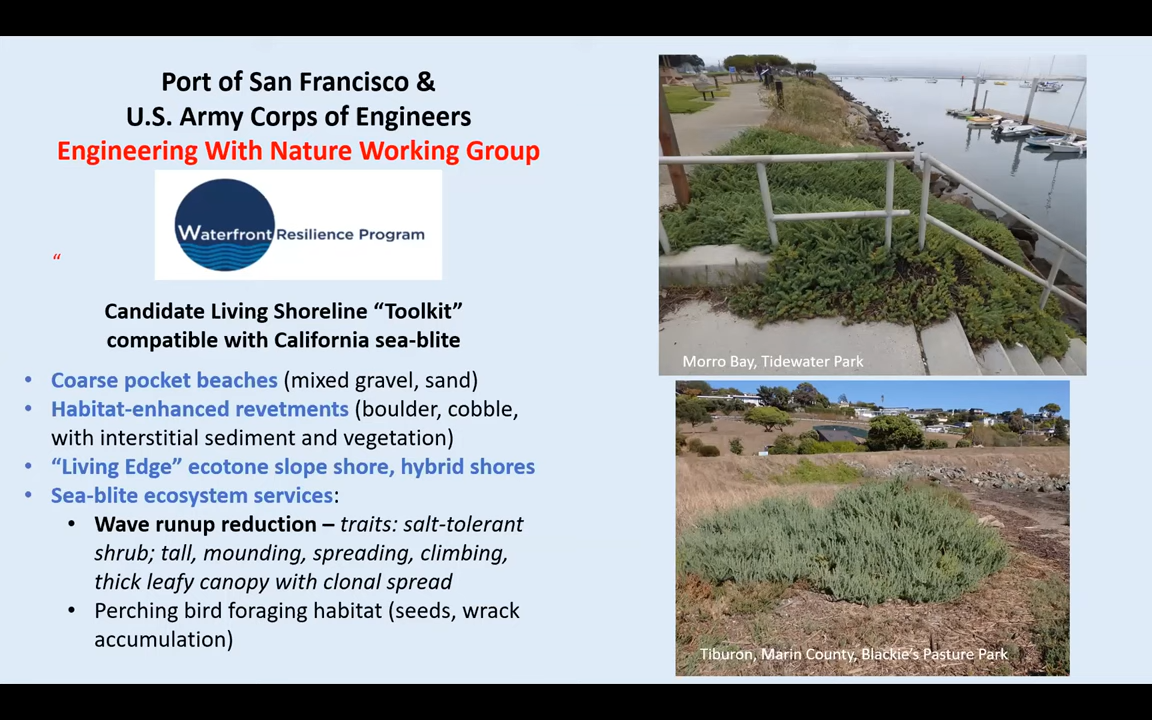 Port of San Francisco &
U.S. Army Corps of Engineers
Engineering With Nature Working Group
Waterfront Resilience Program
“
Candidate Living Shoreline “Toolkit”
compatible with California sea-blite
• Coarse pocket beaches (mixed gravel, sand)
• Habitat-enhanced revetments (boulder, cobble,
with interstitial sediment and vegetation)
• “Living Edge” ecotone slope shore, hybrid shores
• Sea-blite ecosystem services:
• Wave runup reduction – traits: salt-tolerant
shrub; tall, mounding, spreading, climbing,
thick leafy canopy with clonal spread
• Perching bird foraging habitat (seeds, wrack
accumulation)
Morro Bay, Tidewater Park
Tiburon, Marin County, Blackie’s Pasture Park